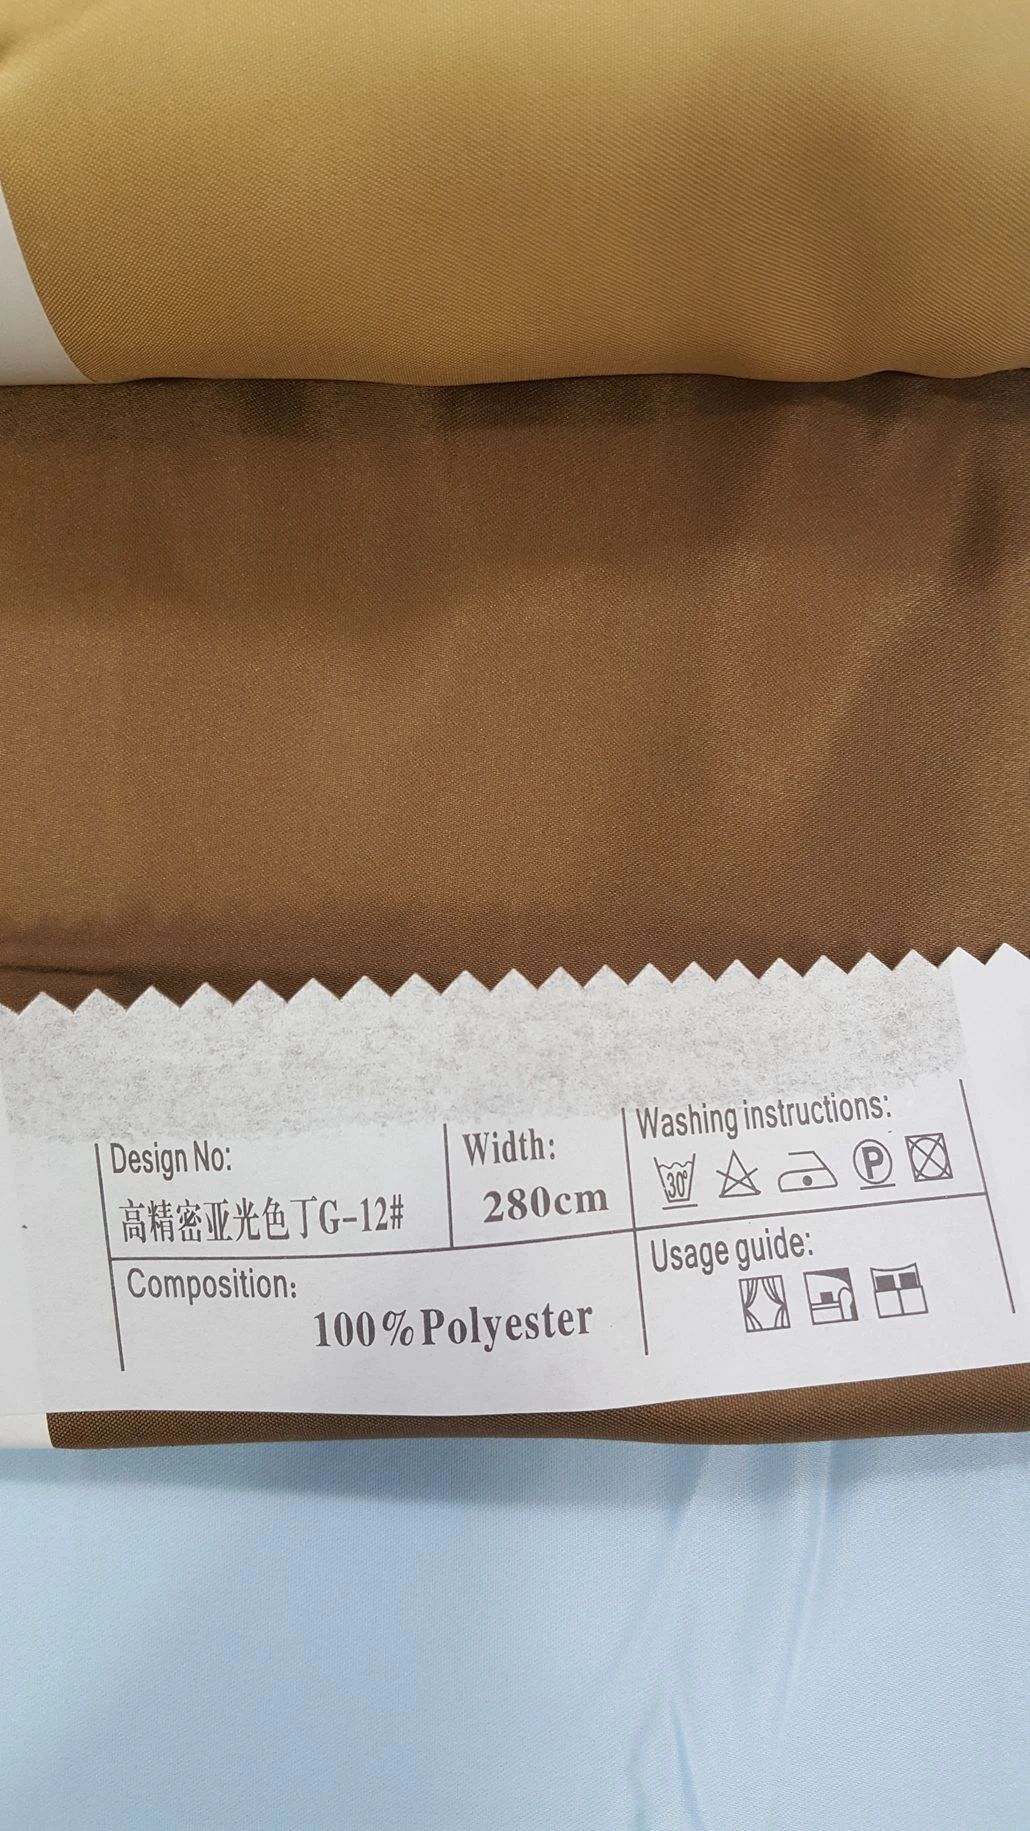 Design No:
高精密亚光色丁G-12#
Width:
280cm
Washing instructions:
30°
P
Composition:
100%Polyester
Usage guide: